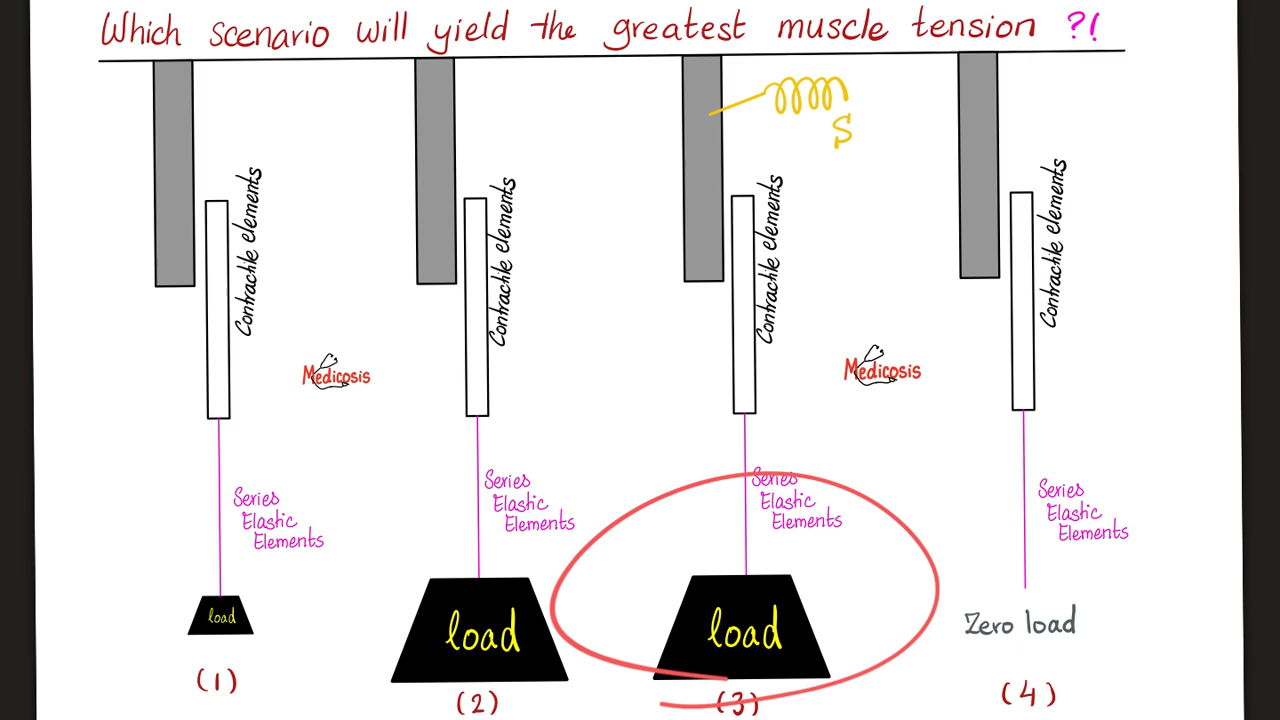 Which scenario will yield the greatest muscle tension ?!
S
Contractile elements
Contractile elements
Contractile elements
Contractile elements
Medicosis
Medicosis
Series
Elastic
Elements
Series
Elastic
Elements
Series
Elastic
Elements
Series
Elastic
Elements
load
load
load
Zero load
(1)
(2)
(3)
(4)